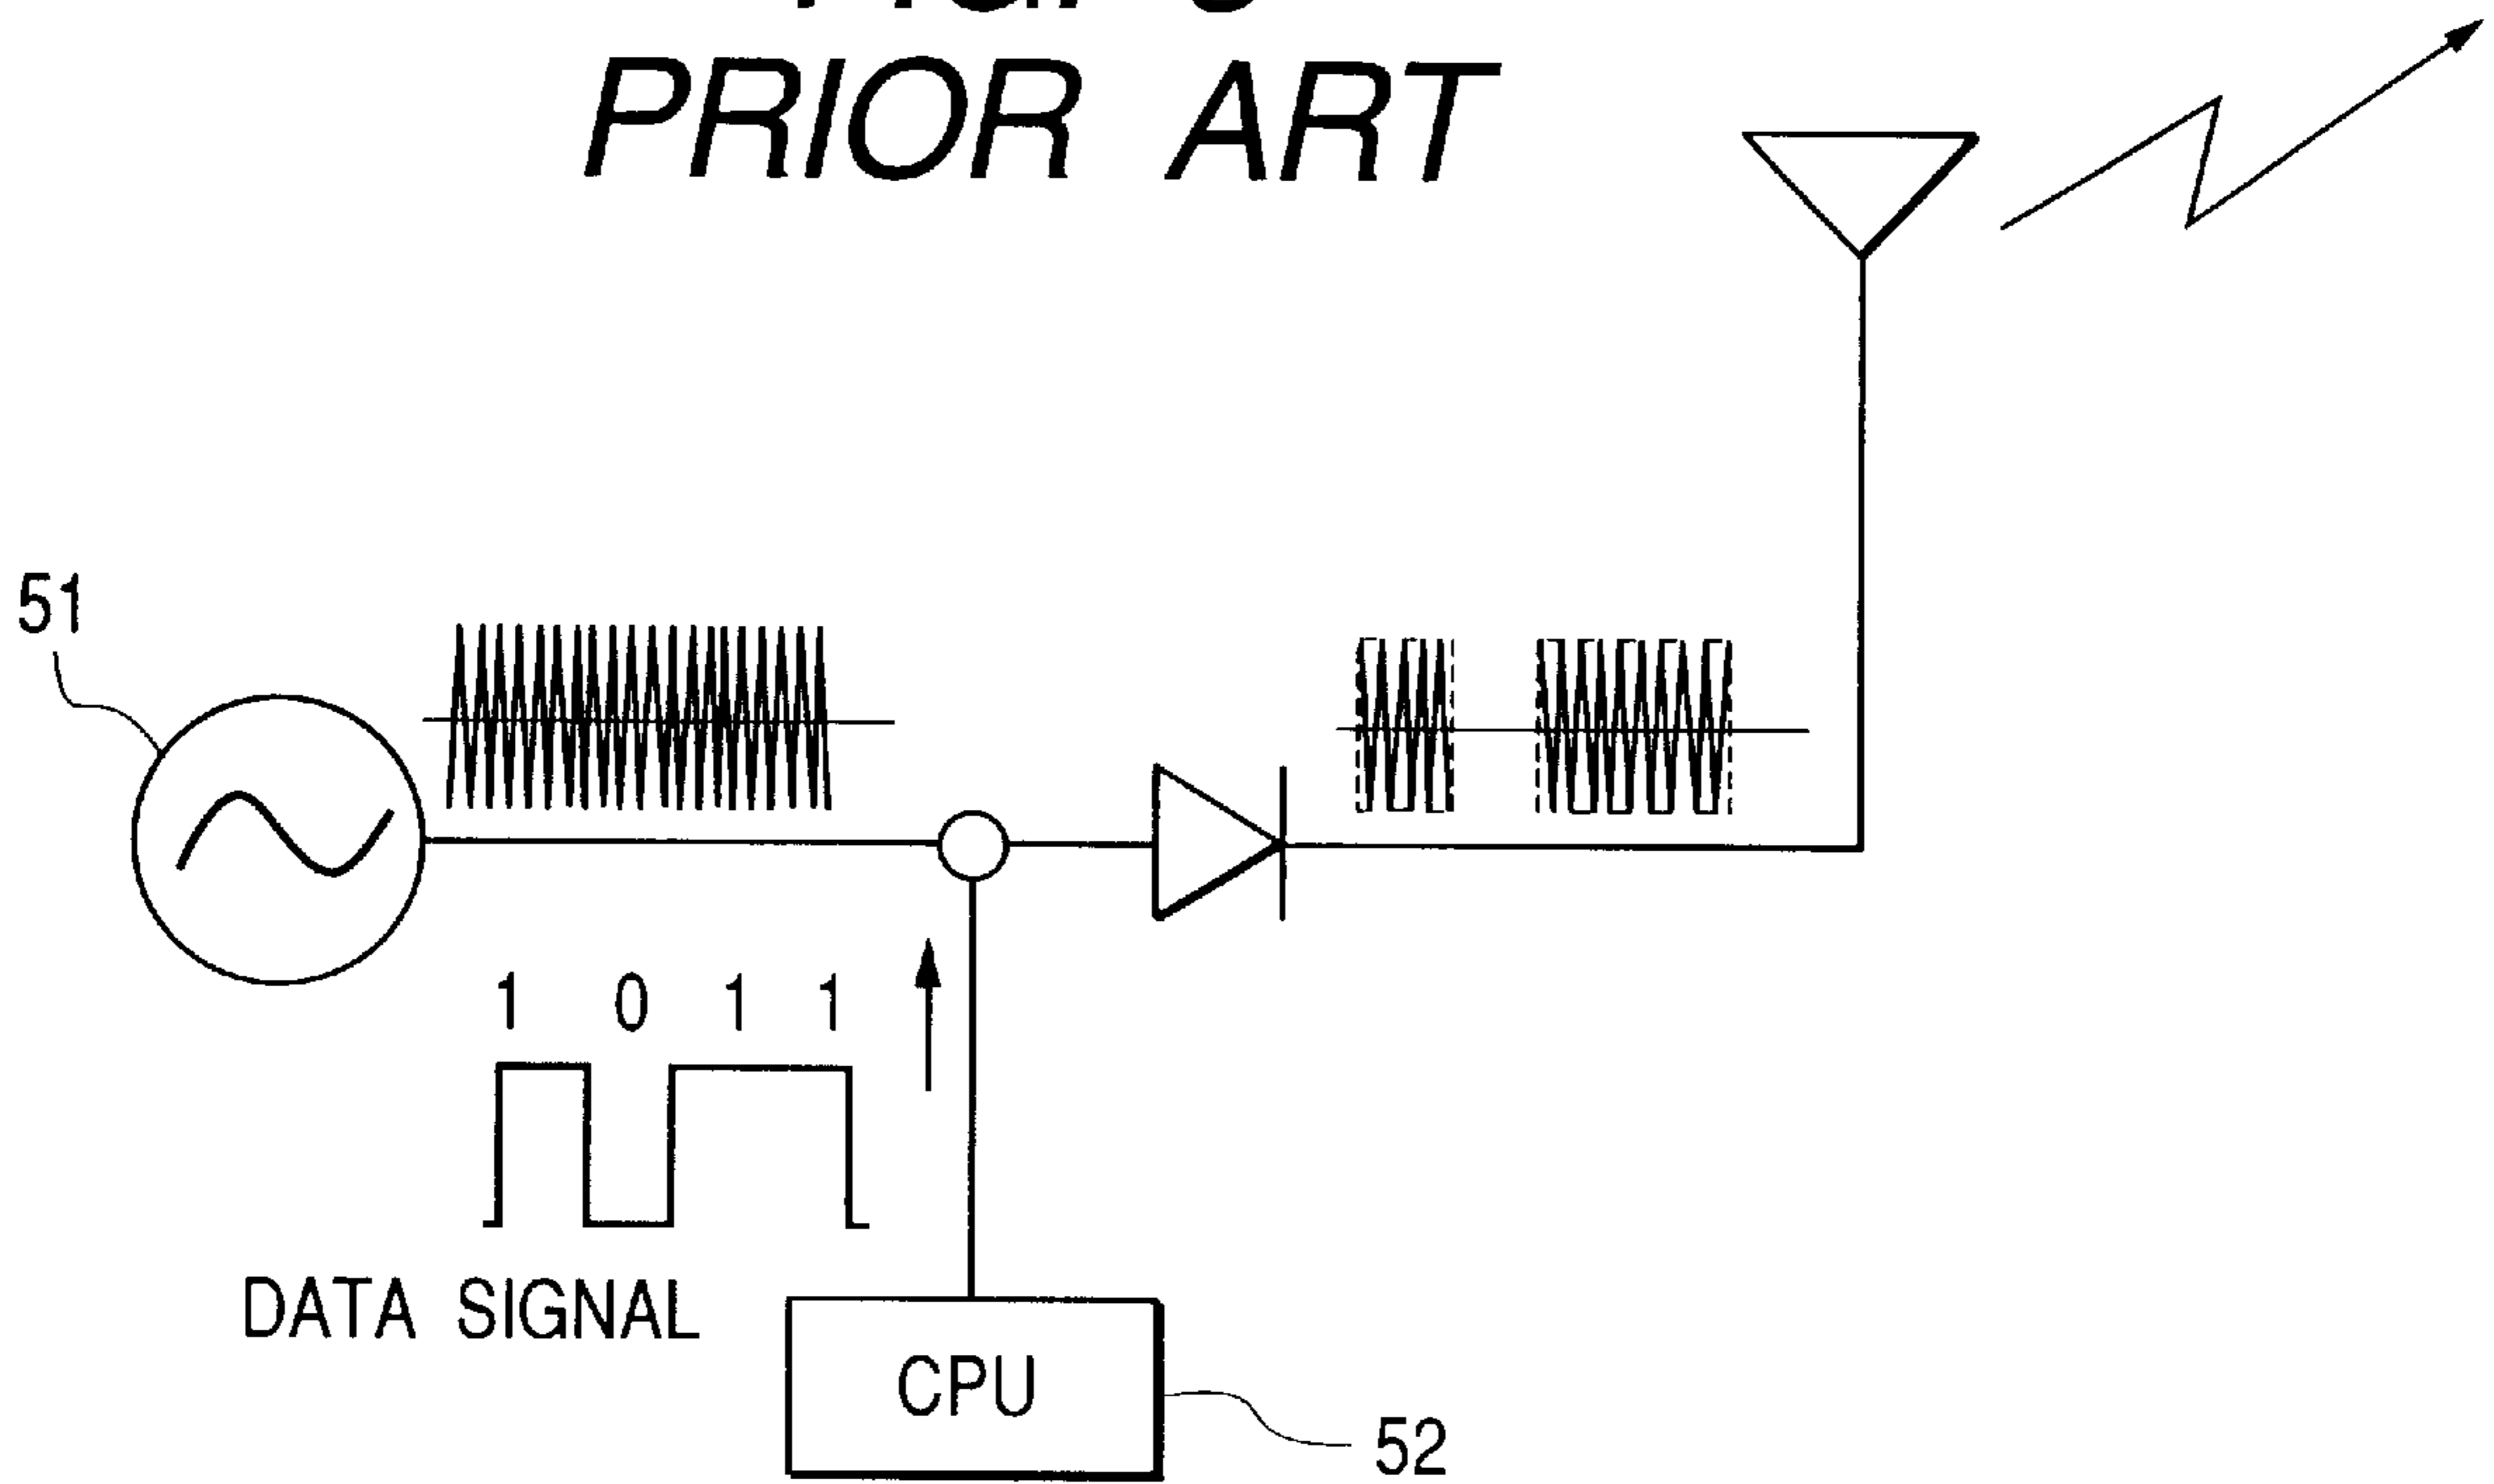 PRIOR ART
51
1 0 1 1
DATA SIGNAL
CPU
52